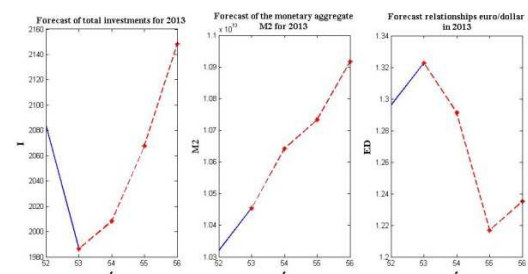 Forecast of total investments for 2013
2160
2140
2120
2100
2080
2060
2040
2020
2000
1980
I
52 53 54 55 56
t
Forecast of the monetary aggregate
M2 for 2013
x 10
1.1
1.09
1.08
1.07
1.06
1.05
1.04
1.03
M2
52 53 54 55 56
Forecast relationships euro/dollar
in 2013
1.34
1.32
1.3
1.28
1.26
1.24
1.22
1.2
ED
52 53 54 55 56